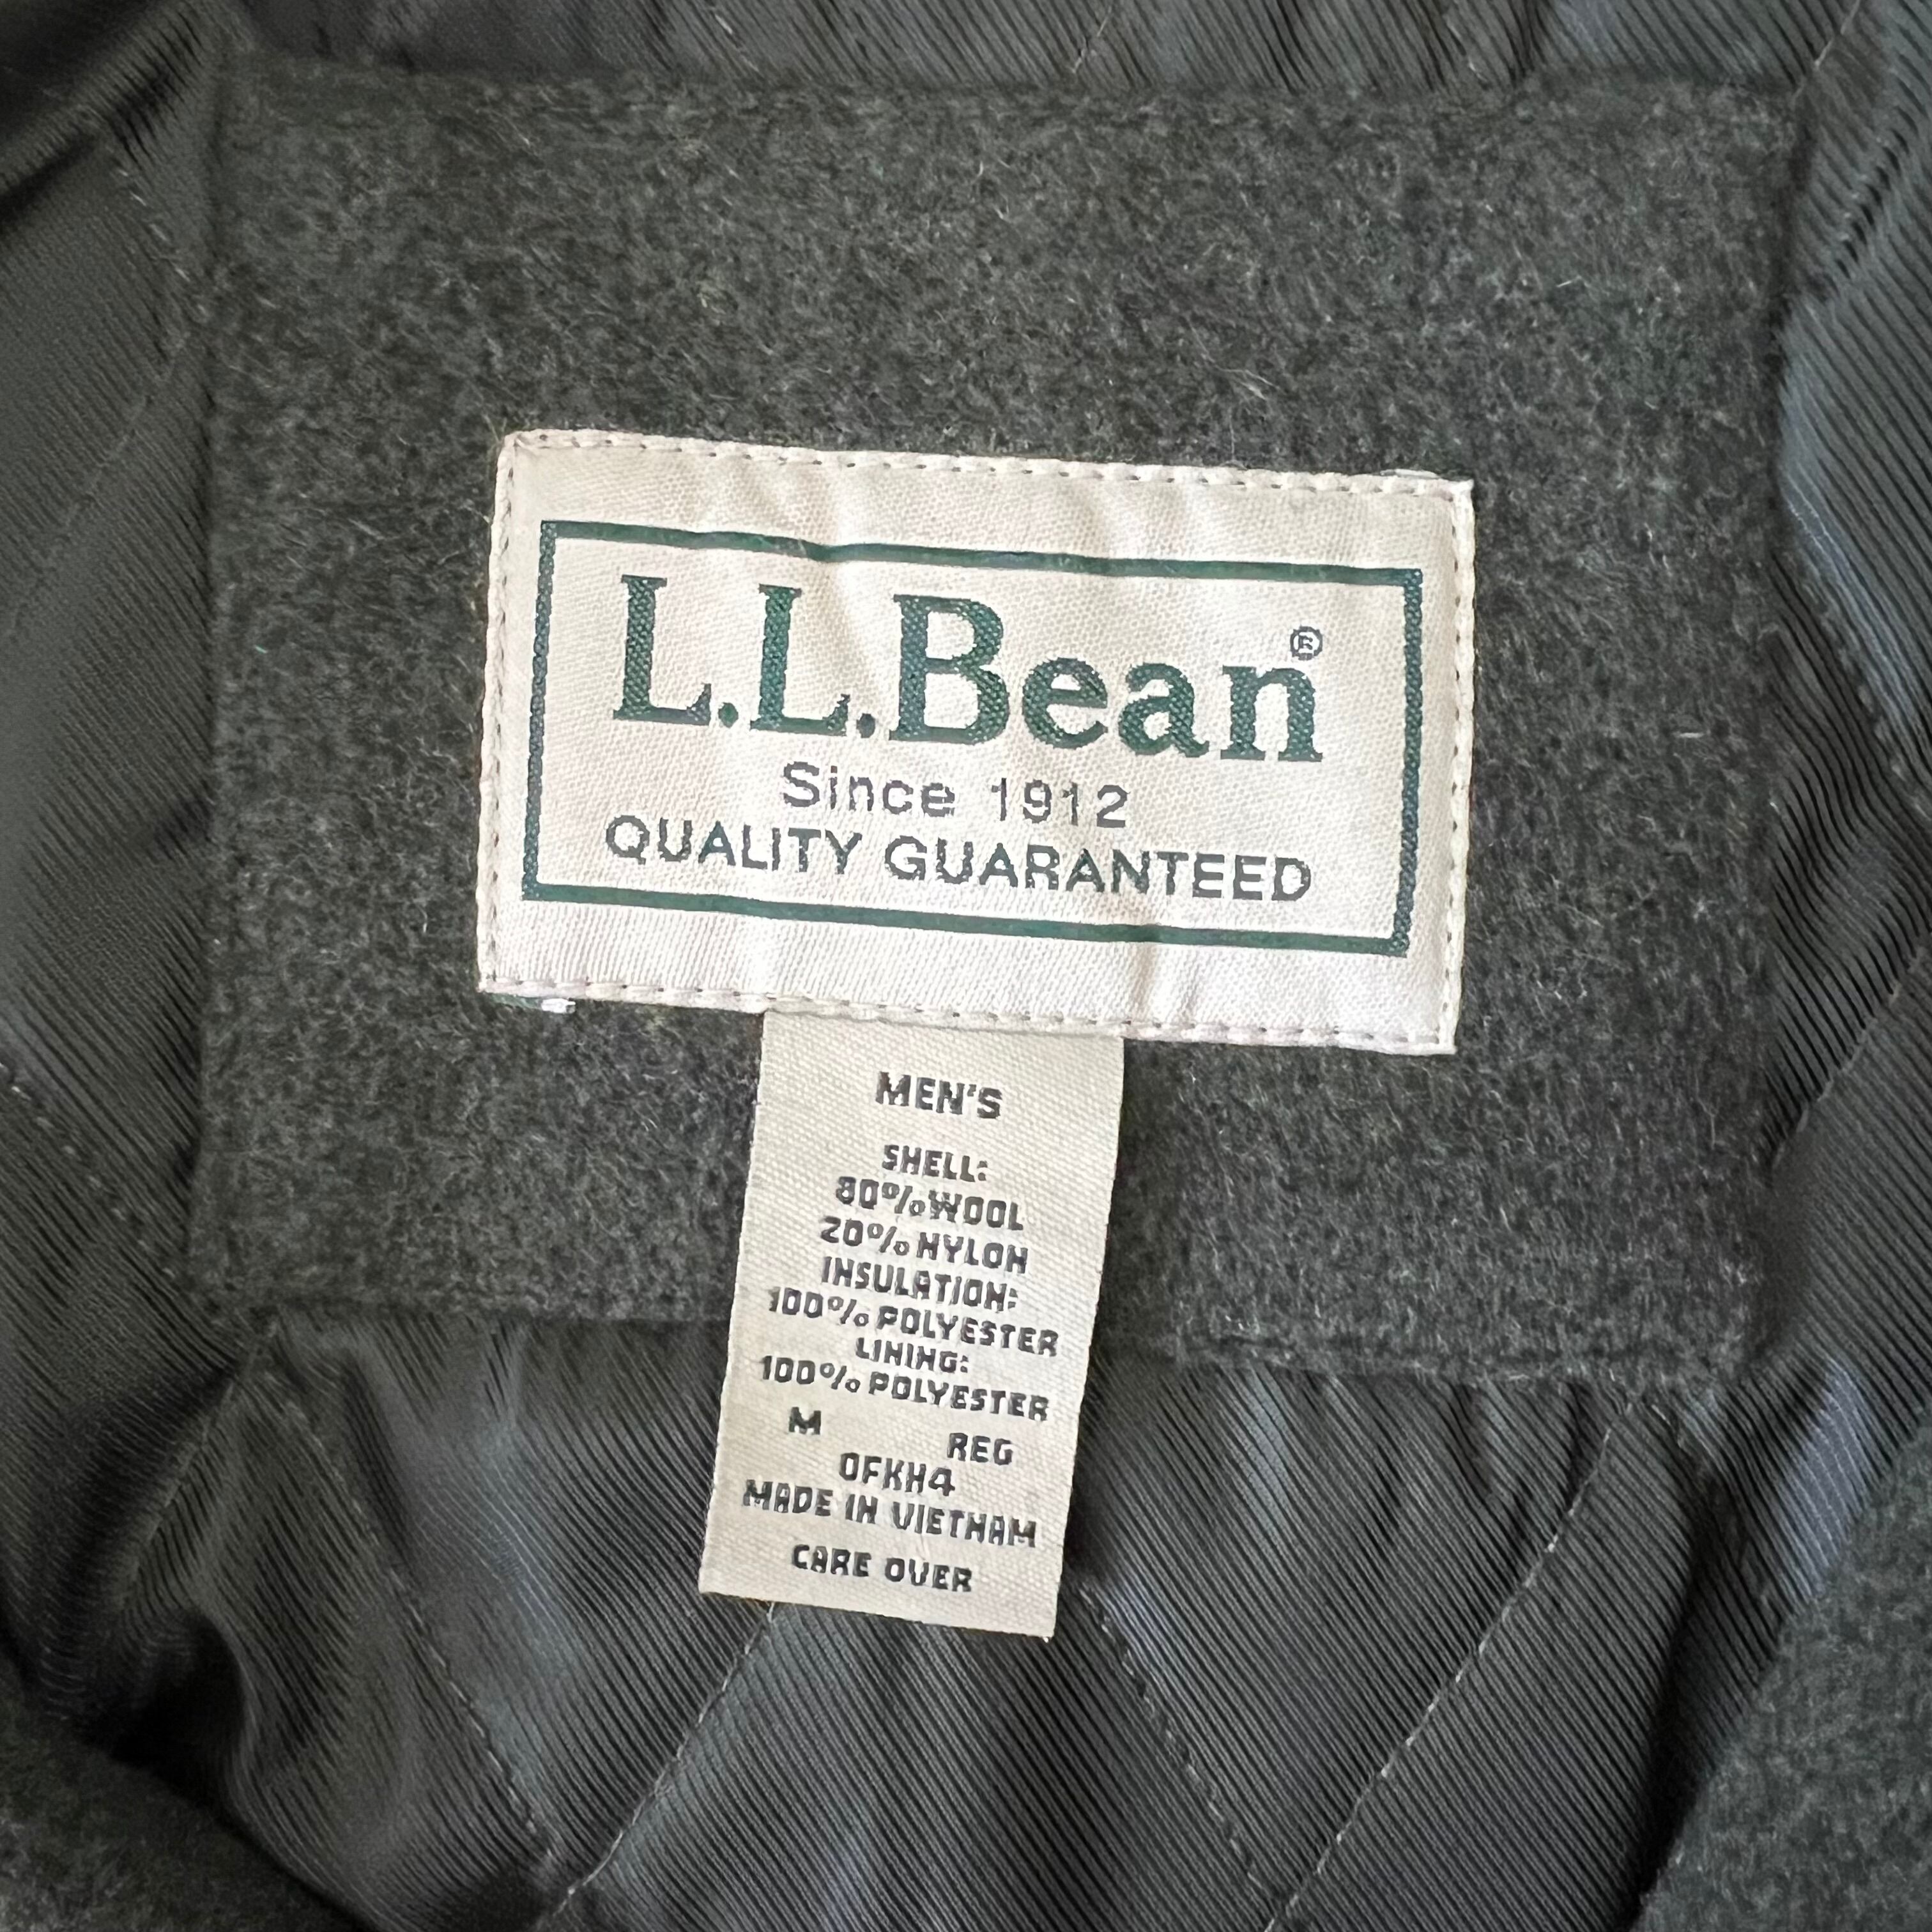 L.L.Bean®
Since 1912
QUALITY GUARANTEED
MEN'S
SHELL:
80% WOOL
20% NYLON
INSULATION:
100% POLYESTER
LINING:
100% POLYESTER
M REG
0FKH4
MADE IN VIETNAM
CARE OVER